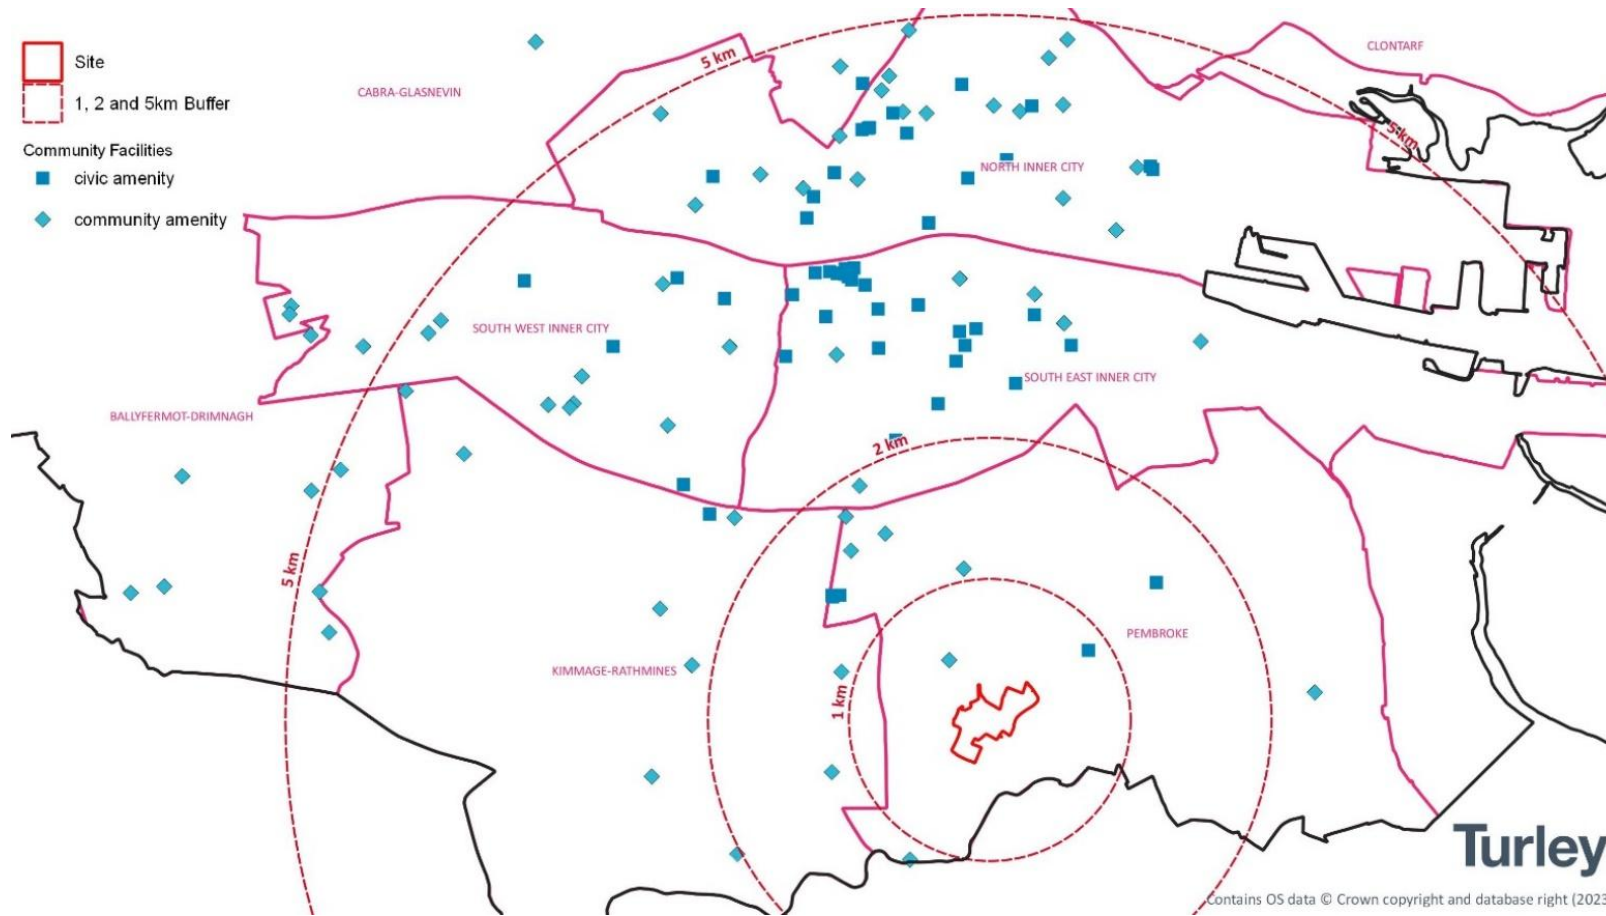 CLONTARF
5 km
Site
CABRA-GLASNEVIN
1, 2 and 5km Buffer
5 km
Community Facilities
NORTH INNER CITY
civic amenity
community amenity
SOUTH WEST INNER CITY
SOUTH EAST INNER CITY
BALLYFERMOT-DRIMNAGH
2 km
5 km
PEMBROKE
KIMMAGE-RATHMINES
1 km
Turley
Contains OS data © Crown copyright and database right (2023